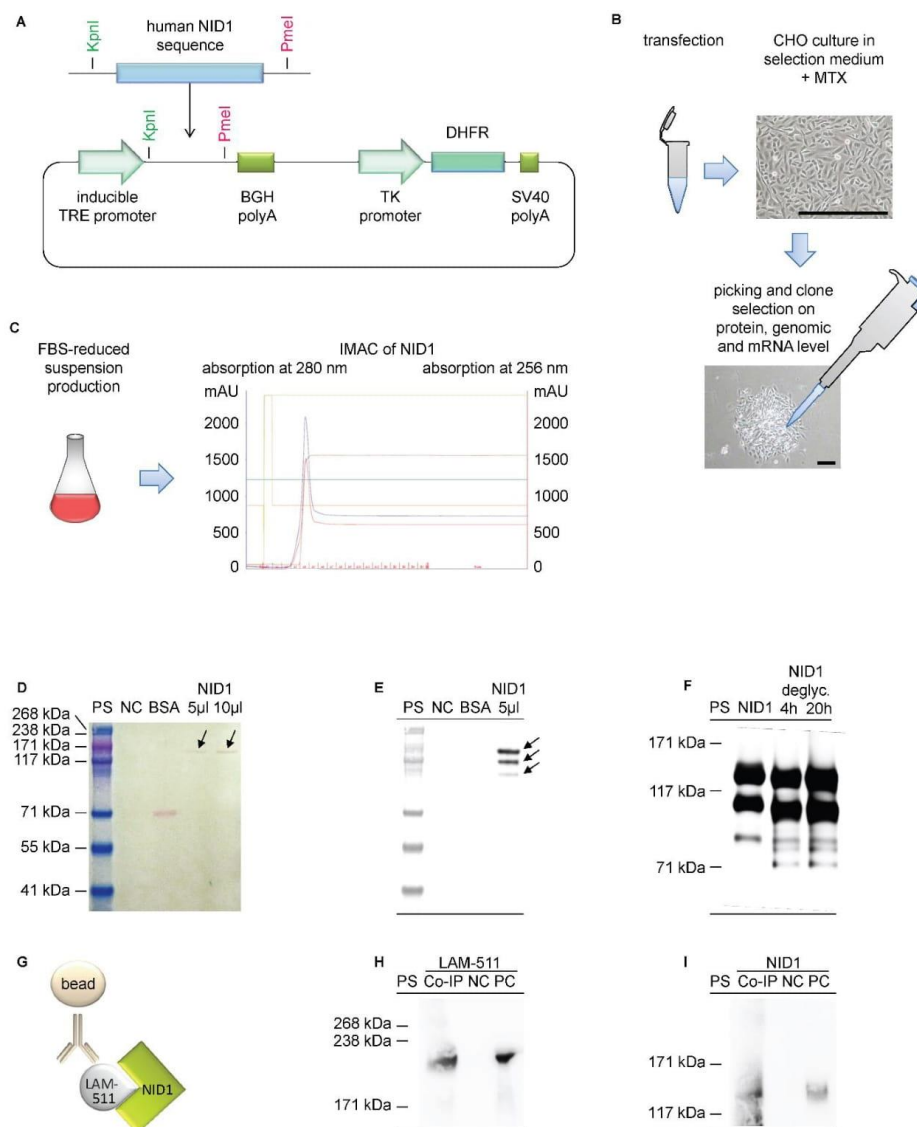 A
KpnI
human NID1
sequence
PmeI
KpnI
PmeI
DHFR
inducible
TRE promoter
BGH
polyA
TK
promoter
SV40
polyA
B
transfection
CHO culture in
selection medium
+ MTX
picking and clone
selection on
protein, genomic
and mRNA level
C
FBS-reduced
suspension
production
IMAC of NID1
absorption at 280 nm
absorption at 256 nm
mAU
2000
1500
1000
500
0
mAU
2000
1500
1000
500
0
D
NID1
PS NC BSA 5µl 10µl
268 kDa
238 kDa
171 kDa
117 kDa
71 kDa
55 kDa
41 kDa
E
NID1
PS NC BSA 5µl
F
NID1
deglyc.
PS NID1 4h 20h
171 kDa
117 kDa
71 kDa
G
bead
LAM-
511
NID1
H
LAM-511
PS Co-IP NC PC
268 kDa
238 kDa
171 kDa
I
NID1
PS Co-IP NC PC
171 kDa
117 kDa